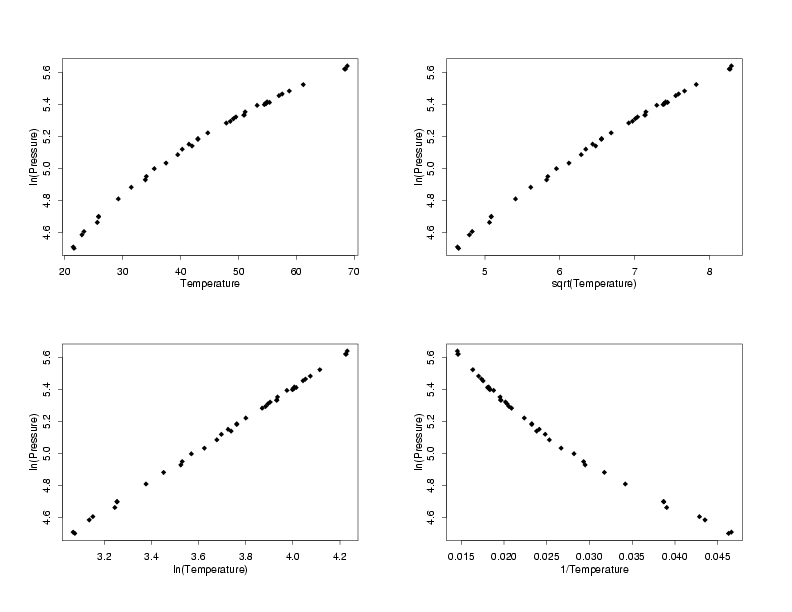 5.6
5.4
5.2
5.0
4.8
4.6
ln(Pressure)
20 30 40 50 60 70
Temperature
5.6
5.4
5.2
5.0
4.8
4.6
ln(Pressure)
5 6 7 8
sqrt(Temperature)
5.6
5.4
5.2
5.0
4.8
4.6
ln(Pressure)
3.2 3.4 3.6 3.8 4.0 4.2
ln(Temperature)
5.6
5.4
5.2
5.0
4.8
4.6
ln(Pressure)
0.015 0.020 0.025 0.030 0.035 0.040 0.045
1/Temperature